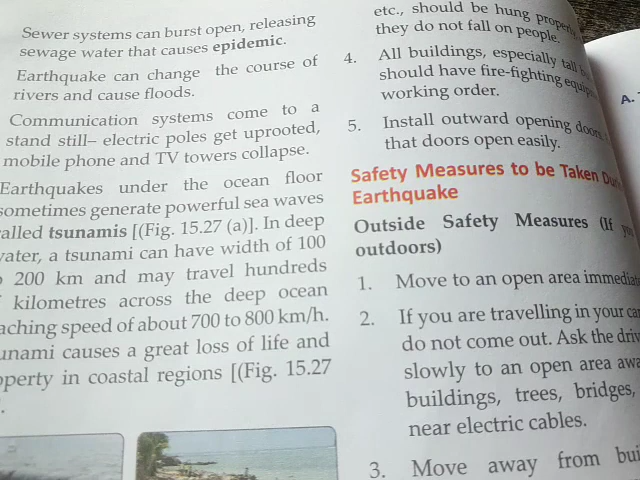 Sewer systems can burst open, releasing
sewage water that causes epidemic.
Earthquake can change the course of
rivers and cause floods.
Communication systems come to a
stand still– electric poles get uprooted,
mobile phone and TV towers collapse.
Earthquakes under the ocean floor
sometimes generate powerful sea waves
called tsunamis [(Fig. 15.27 (a)]. In deep
water, a tsunami can have width of 100
200 km and may travel hundreds
kilometres across the deep ocean
aching speed of about 700 to 800 km/h.
unami causes a great loss of life and
operty in coastal regions [(Fig. 15.27
etc., should be hung properly,
they do not fall on people.
4. All buildings, especially tall
should have fire-fighting
working order.
5. Install outward opening doors
that doors open easily.
Safety Measures to be Taken
Earthquake
Outside Safety Measures (If
outdoors)
1. Move to an open area
2. If you are travelling in your car
do not come out. Ask the
slowly to an open area
buildings, trees, bridges,
near electric cables.
3. Move away from
A.